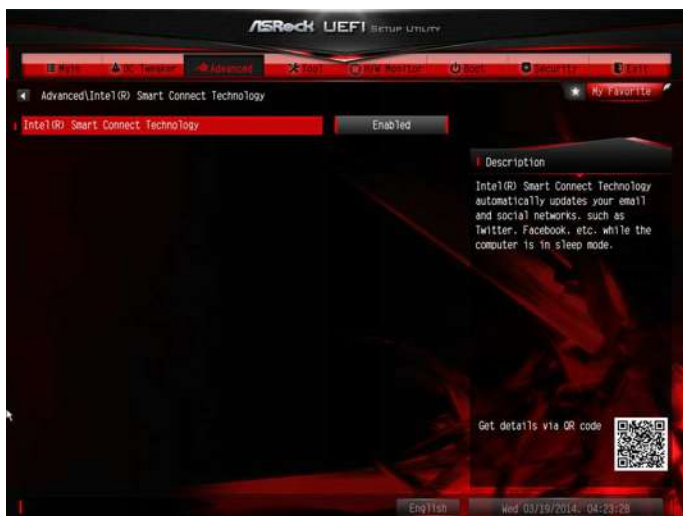 ASRock UEFI SETUP UTILITY
Main OC Tweaker Advanced Tool H/W Monitor Boot Security Exit
Advanced\Intel(R) Smart Connect Technology
My Favorite
Intel(R) Smart Connect Technology Enabled
Description
Intel(R) Smart Connect Technology
automatically updates your email
and social networks. such as
Twitter. Facebook. etc. while the
computer is in sleep mode.
Get details via QR code
English Wed 03/19/2014. 04:23:28